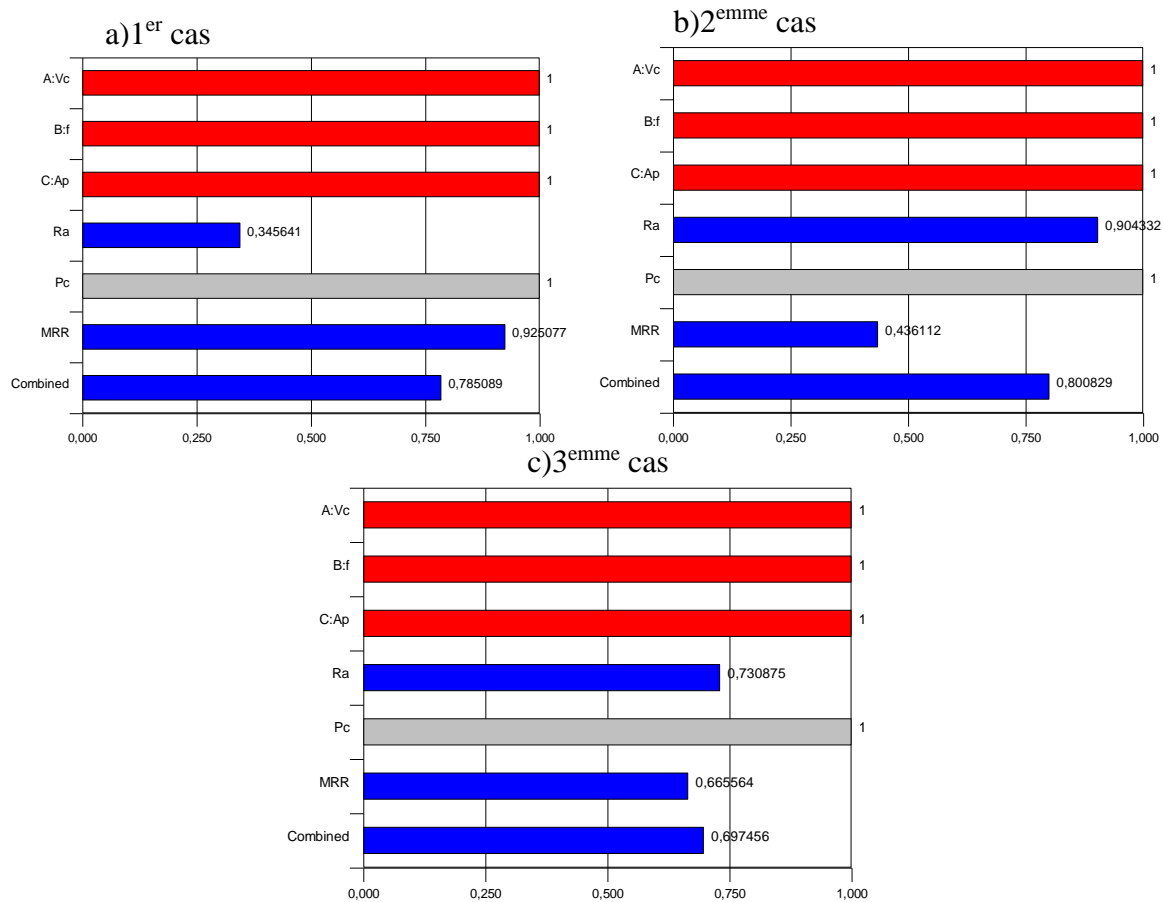 a)1er cas
A:Vc 1
B:f 1
C:Ap 1
Ra 0,345641
Pc 1
MRR 0,925077
Combined 0,785089
0,000 0,250 0,500 0,750 1,000
b)2emme cas
A:Vc 1
B:f 1
C:Ap 1
Ra 0,904332
Pc 1
MRR 0,436112
Combined 0,800829
0,000 0,250 0,500 0,750 1,000
c)3emme cas
A:Vc 1
B:f 1
C:Ap 1
Ra 0,730875
Pc 1
MRR 0,665564
Combined 0,697456
0,000 0,250 0,500 0,750 1,000